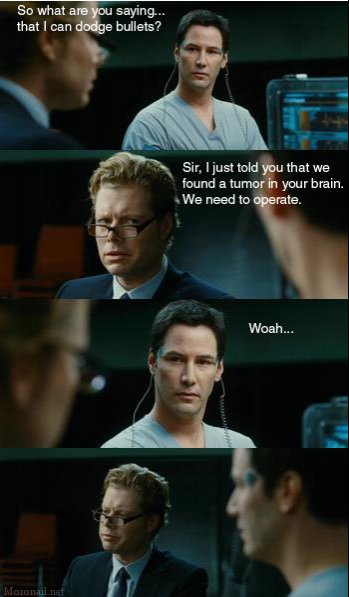 So what are you saying...
that I can dodge bullets?
Sir, I just told you that we
found a tumor in your brain.
We need to operate.
Woah...
Moronail.net